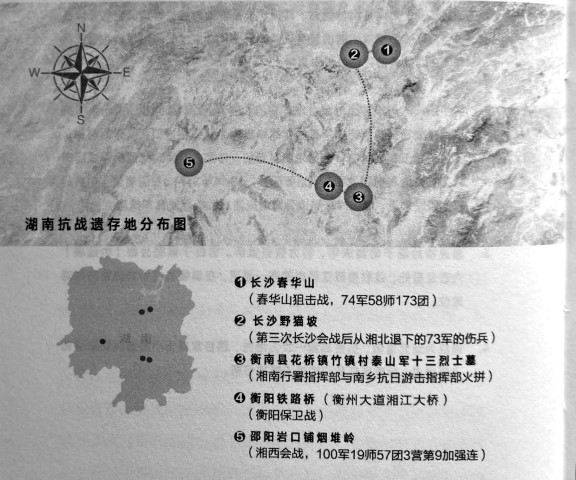 N
W
E
S
❷
❶
❺
❹
❸
湖南抗战遗存地分布图
湖南
❶长沙春华山
（春华山狙击战，74军58师173团）
❷ 长沙野猫坡
（第三次长沙会战后从湘北退下的73军的伤兵）
❸衡南县花桥镇竹镇村泰山军十三烈士墓
（湘南行署指挥部与南乡抗日游击指挥部火拼）
❹衡阳铁路桥（衡州大道湘江大桥）
（衡阳保卫战）
❺邵阳岩口铺烟堆岭
（湘西会战，100军19师57团3营第9加强连）